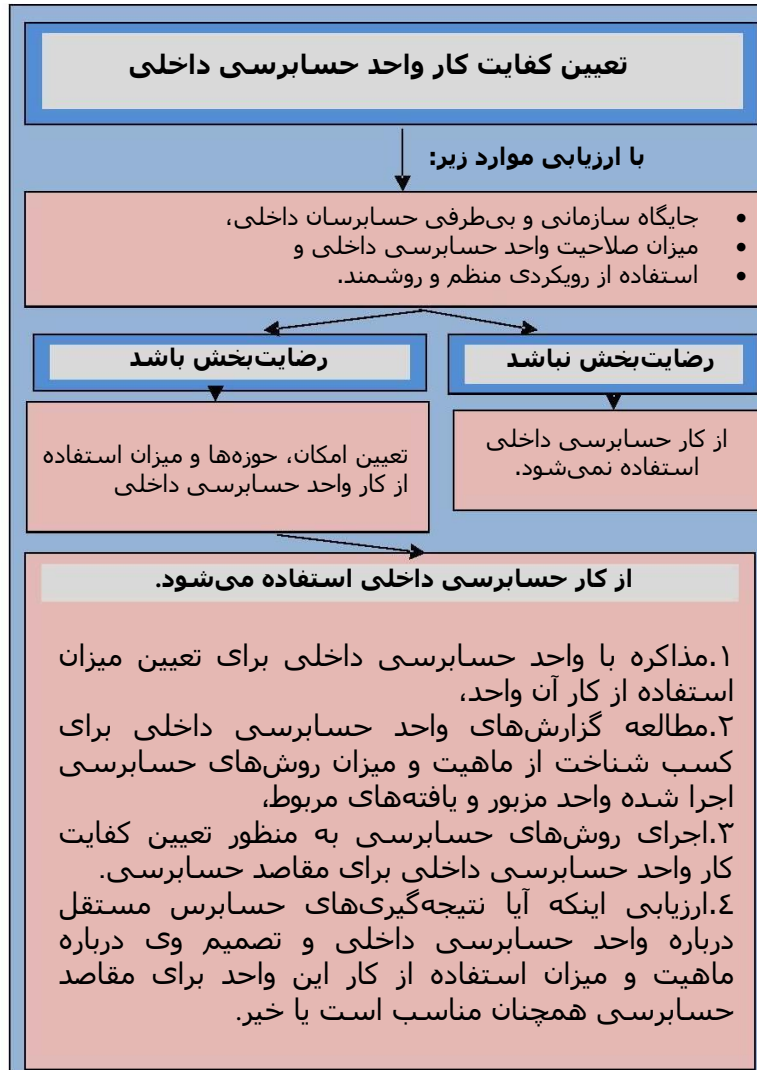 تعیین کفایت کار واحد حسابرسی داخلی
با ارزیابی موارد زیر:
• جایگاه سازمانی و بی‌طرفی حسابرسان داخلی،
• میزان صلاحیت واحد حسابرسی داخلی و
• استفاده از رویکردی منظم و روشمند.
رضایت‌بخش نباشد
رضایت‌بخش باشد
از کار حسابرسی داخلی
استفاده نمی‌شود.
تعیین امکان، حوزه‌ها و میزان استفاده
از کار واحد حسابرسی داخلی
از کار حسابرسی داخلی استفاده می‌شود.
۱.مذاکره با واحد حسابرسی داخلی برای تعیین میزان
استفاده از کار آن واحد،
۲.مطالعه گزارش‌های واحد حسابرسی داخلی برای
کسب شناخت از ماهیت و میزان روش‌های حسابرسی
اجرا شده واحد مزبور و یافته‌های مربوط،
۳.اجرای روش‌های حسابرسی به منظور تعیین کفایت
کار واحد حسابرسی داخلی برای مقاصد حسابرسی.
٤.ارزیابی اینکه آیا نتیجه‌گیری‌های حسابرس مستقل
درباره واحد حسابرسی داخلی و تصمیم وی درباره
ماهیت و میزان استفاده از کار این واحد برای مقاصد
حسابرسی همچنان مناسب است یا خیر.